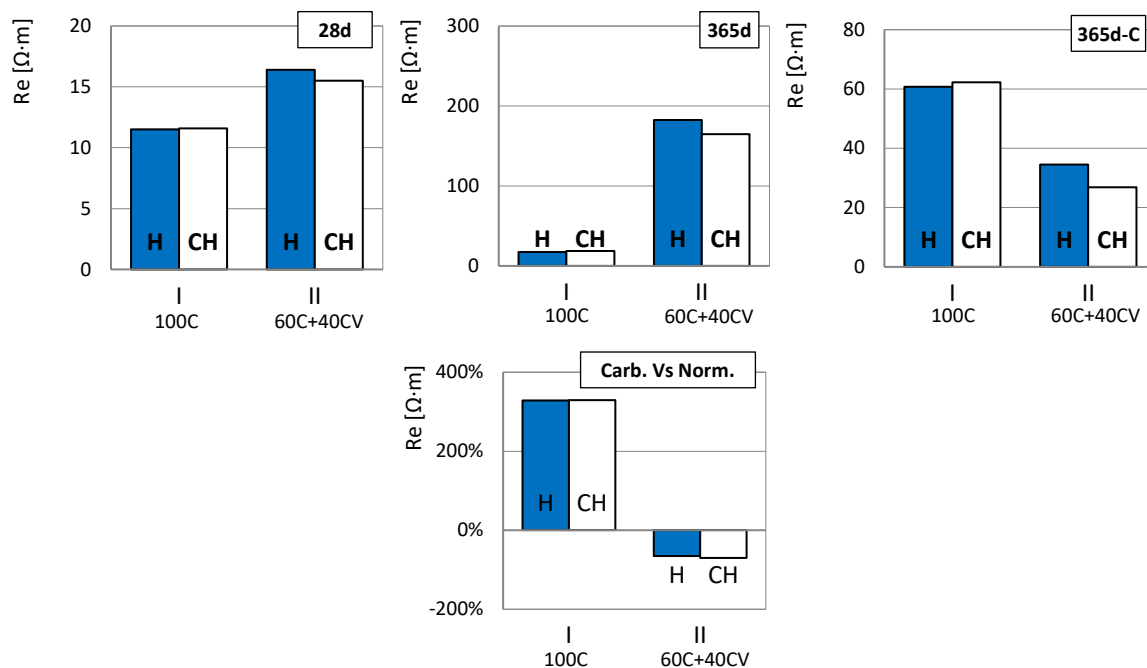 28d
Re [Ω·m]
20
15
10
5
0
H CH H CH
I II
100C 60C+40CV
365d
Re [Ω·m]
300
200
100
0
H CH H CH
I II
100C 60C+40CV
365d-C
Re [Ω·m]
80
60
40
20
0
H CH H CH
I II
100C 60C+40CV
Carb. Vs Norm.
Re [Ω·m]
400%
200%
0%
-200%
H CH H CH
I II
100C 60C+40CV